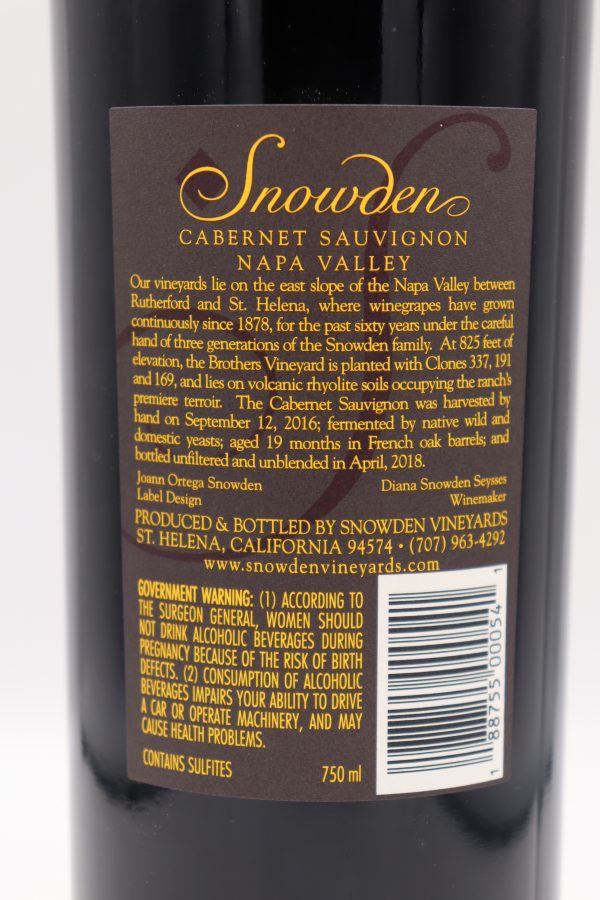 Snowden
CABERNET SAUVIGNON
NAPA VALLEY
Our vineyards lie on the east slope of the Napa Valley between
Rutherford and St. Helena, where winegrapes have grown
continuously since 1878, for the past sixty years under the careful
hand of three generations of the Snowden family. At 825 feet of
elevation, the Brothers Vineyard is planted with Clones 337, 191
and 169, and lies on volcanic rhyolite soils occupying the ranch's
premiere terroir. The Cabernet Sauvignon was harvested by
hand on September 12, 2016; fermented by native wild and
domestic yeasts; aged 19 months in French oak barrels; and
bottled unfiltered and unblended in April, 2018.
Joann Ortega Snowden Diana Snowden Seysses
Label Design Winemaker
PRODUCED & BOTTLED BY SNOWDEN VINEYARDS
ST. HELENA, CALIFORNIA 94574 • (707) 963-4292
www.snowdenvineyards.com
GOVERNMENT WARNING: (1) ACCORDING TO
THE SURGEON GENERAL, WOMEN SHOULD
NOT DRINK ALCOHOLIC BEVERAGES DURING
PREGNANCY BECAUSE OF THE RISK OF BIRTH
DEFECTS. (2) CONSUMPTION OF ALCOHOLIC
BEVERAGES IMPAIRS YOUR ABILITY TO DRIVE
A CAR OR OPERATE MACHINERY, AND MAY
CAUSE HEALTH PROBLEMS.
CONTAINS SULFITES 750 ml
1 88755 00054 1